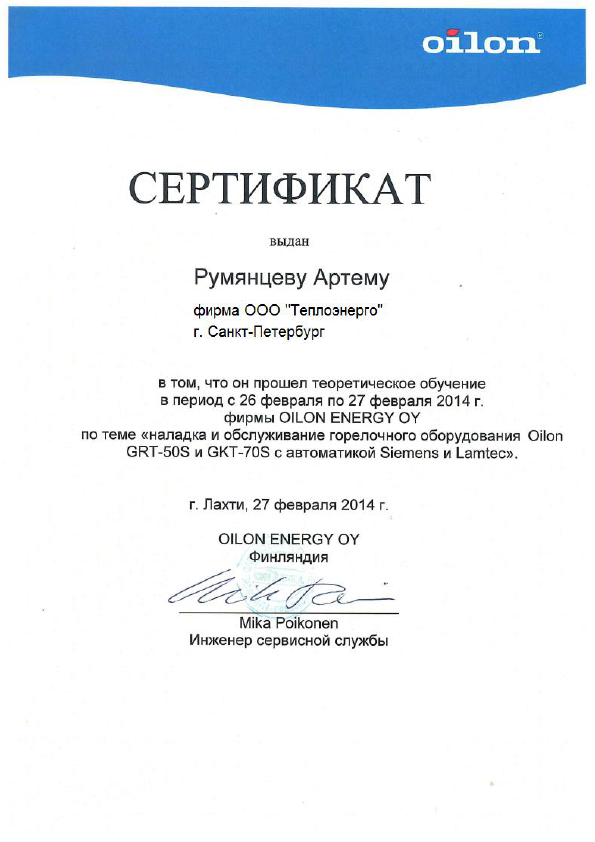 oilon
СЕРТИФИКАТ
выдан
Румянцеву Артему
фирма ООО "Теплоэнерго"
г. Санкт-Петербург
в том, что он прошел теоретическое обучение
в период с 26 февраля по 27 февраля 2014 г.
фирмы OILON ENERGY OY
по теме «наладка и обслуживание горелочного оборудования Oilon
GRT-50S и GKT-70S с автоматикой Siemens и Lamtec».
г. Лахти, 27 февраля 2014 г.
OILON ENERGY OY
Финляндия
Mika Poikonen
Инженер сервисной службы